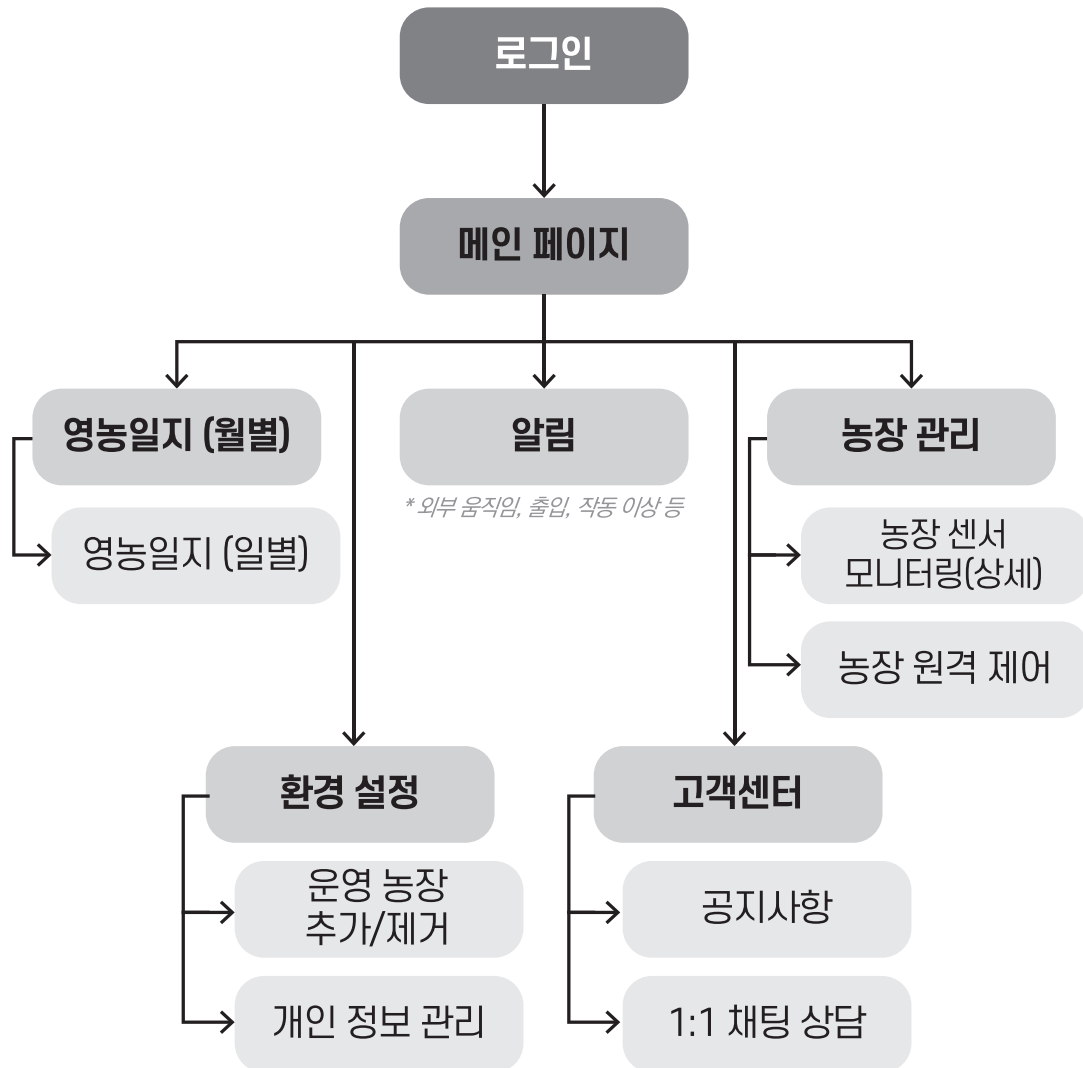 로그인
메인 페이지
영농일지 (월별)
영농일지 (일별)
알림
* 외부 움직임, 출입, 작동 이상 등
농장 관리
농장 센서
모니터링(상세)
농장 원격 제어
환경 설정
운영 농장
추가/제거
개인 정보 관리
고객센터
공지사항
1:1 채팅 상담